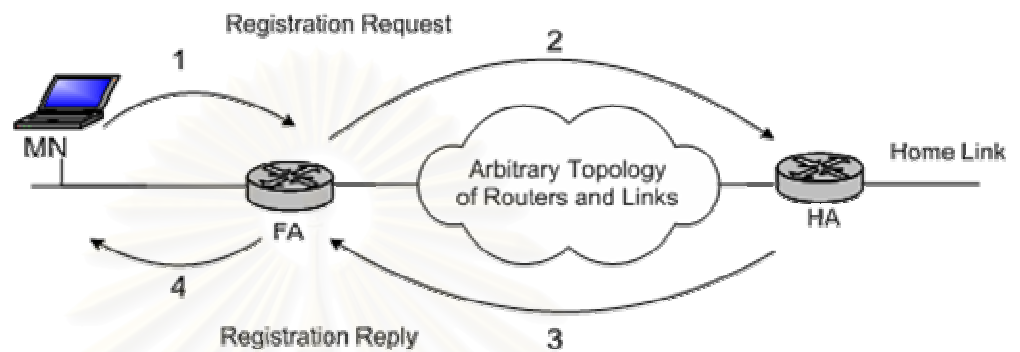 Registration Request
1
2
MN
Arbitrary Topology
of Routers and Links
Home Link
FA
HA
4
Registration Reply
3